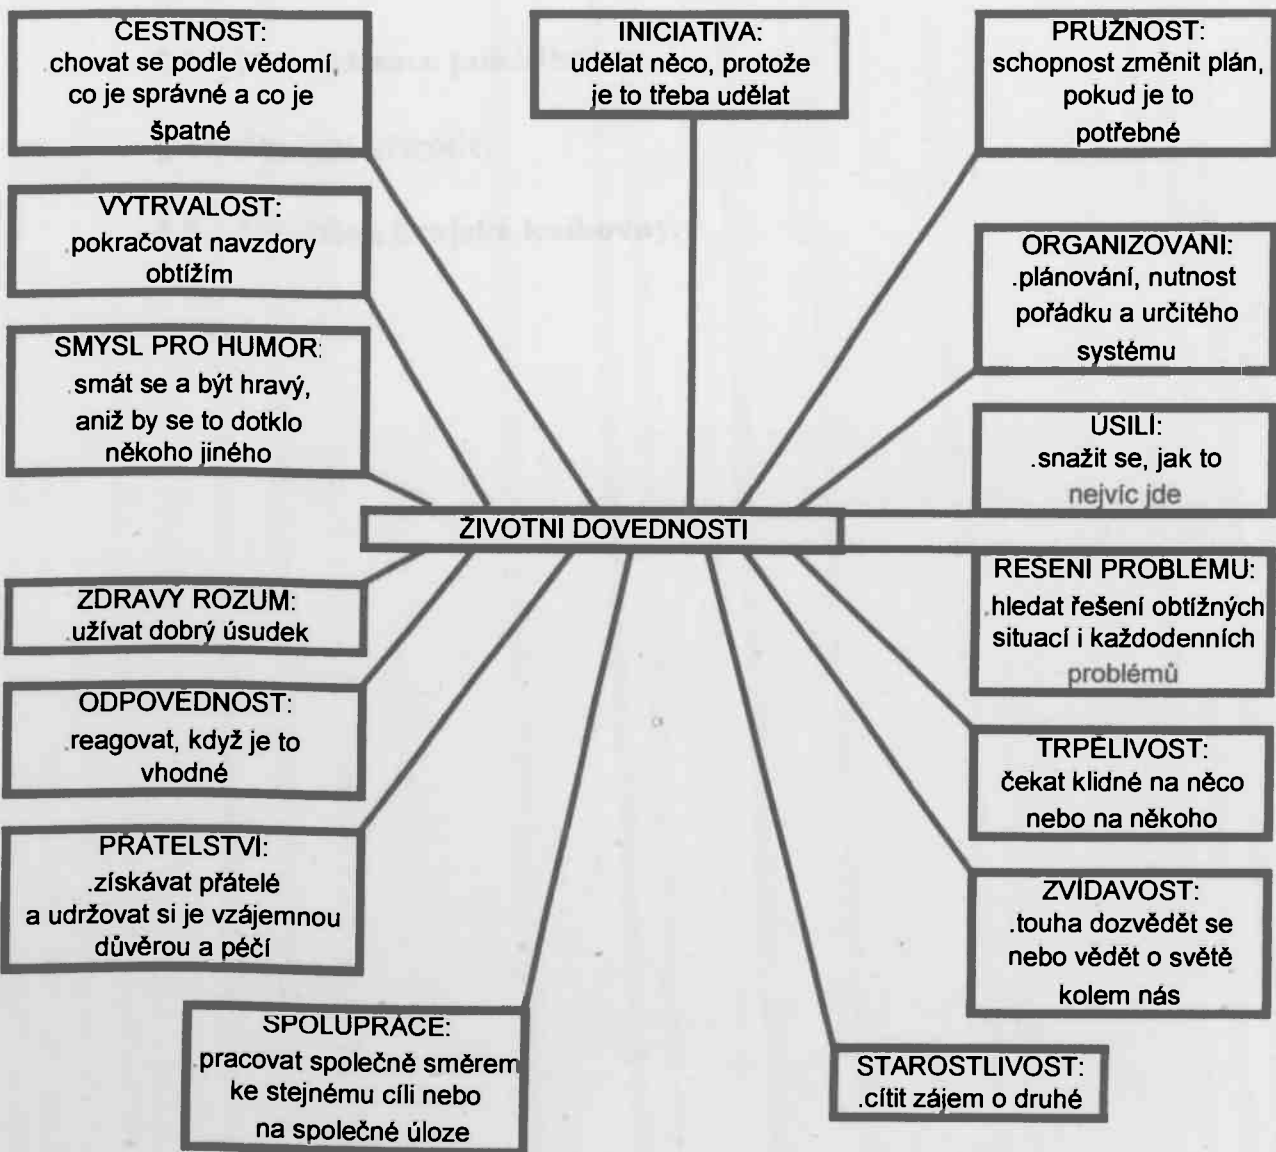 ČESTNOST:
chovat se podle vědomí,
co je správné a co je
špatné
INICIATIVA:
udělat něco, protože
je to třeba udělat
PRUŽNOST:
schopnost změnit plán,
pokud je to
potřebné
VYTRVALOST:
.pokračovat navzdory
obtížím
ORGANIZOVÁNÍ:
.plánování, nutnost
pořádku a určitého
systému
SMYSL PRO HUMOR:
.smát se a být hravý,
aniž by se to dotklo
někoho jiného
ÚSILÍ:
.snažit se, jak to
nejvíc jde
ŽIVOTNÍ DOVEDNOSTI
ZDRAVÝ ROZUM:
.užívat dobrý úsudek
ŘEŠENÍ PROBLÉMU:
.hledat řešení obtížných
situací i každodenních
problémů
ODPOVĚDNOST:
.reagovat, když je to
vhodné
TRPĚLIVOST:
čekat klidné na něco
nebo na někoho
PŘÁTELSTVÍ:
.získávat přátelé
a udržovat si je vzájemnou
důvěrou a péčí
ZVÍDAVOST:
.touha dozvědět se
nebo vědět o světě
kolem nás
SPOLUPRÁCE:
.pracovat společně směrem
ke stejnému cíli nebo
na společné úloze
STAROSTLIVOST:
.cítit zájem o druhé